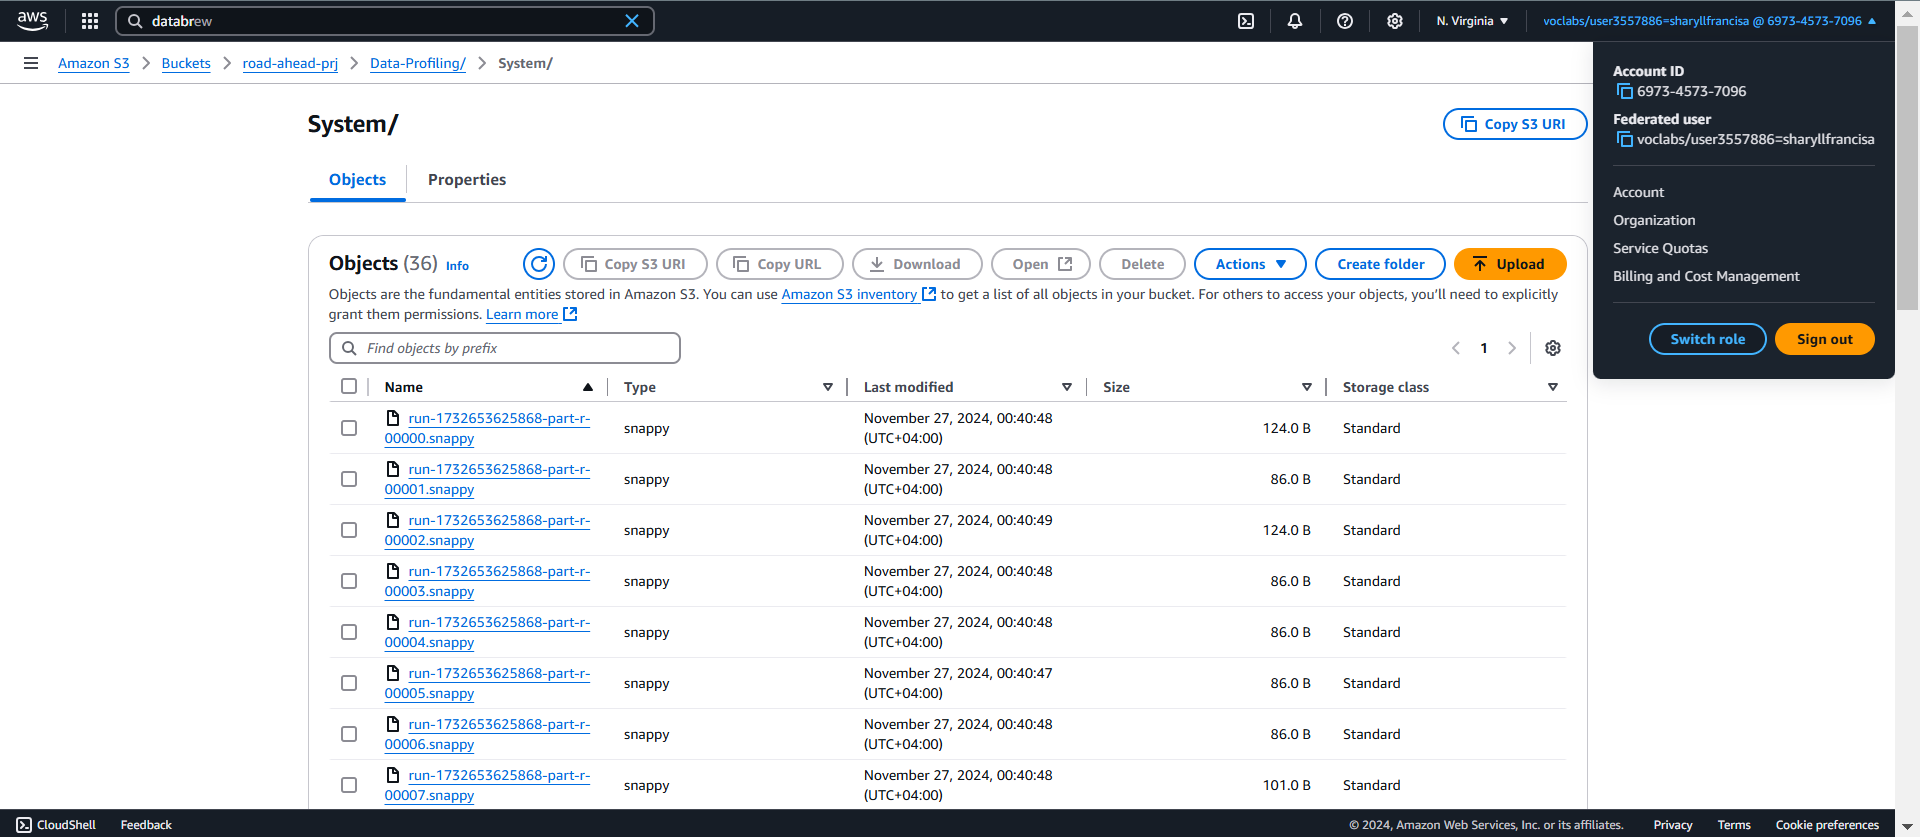 aws
databrew
N. Virginia
voclabs/user3557886=sharyllfrancisa @ 6973-4573-7096
Amazon S3
Buckets
road-ahead-prj
Data-Profiling/
System/
Account ID
6973-4573-7096
Federated user
voclabs/user3557886=sharyllfrancisa
Account
Organization
Service Quotas
Billing and Cost Management
Switch role
Sign out
System/
Copy S3 URI
Objects
Properties
Objects (36) Info
Copy S3 URI
Copy URL
Download
Open
Delete
Actions
Create folder
Upload
Objects are the fundamental entities stored in Amazon S3. You can use Amazon S3 inventory to get a list of all objects in your bucket. For others to access your objects, you’ll need to explicitly
grant them permissions. Learn more
Find objects by prefix
1
Name Type Last modified Size Storage class
run-1732653625868-part-r-
00000.snappy
snappy
November 27, 2024, 00:40:48
(UTC+04:00)
124.0 B
Standard
run-1732653625868-part-r-
00001.snappy
snappy
November 27, 2024, 00:40:48
(UTC+04:00)
86.0 B
Standard
run-1732653625868-part-r-
00002.snappy
snappy
November 27, 2024, 00:40:49
(UTC+04:00)
124.0 B
Standard
run-1732653625868-part-r-
00003.snappy
snappy
November 27, 2024, 00:40:48
(UTC+04:00)
86.0 B
Standard
run-1732653625868-part-r-
00004.snappy
snappy
November 27, 2024, 00:40:48
(UTC+04:00)
86.0 B
Standard
run-1732653625868-part-r-
00005.snappy
snappy
November 27, 2024, 00:40:47
(UTC+04:00)
86.0 B
Standard
run-1732653625868-part-r-
00006.snappy
snappy
November 27, 2024, 00:40:48
(UTC+04:00)
86.0 B
Standard
run-1732653625868-part-r-
00007.snappy
snappy
November 27, 2024, 00:40:48
(UTC+04:00)
101.0 B
Standard
CloudShell
Feedback
© 2024, Amazon Web Services, Inc. or its affiliates.
Privacy
Terms
Cookie preferences